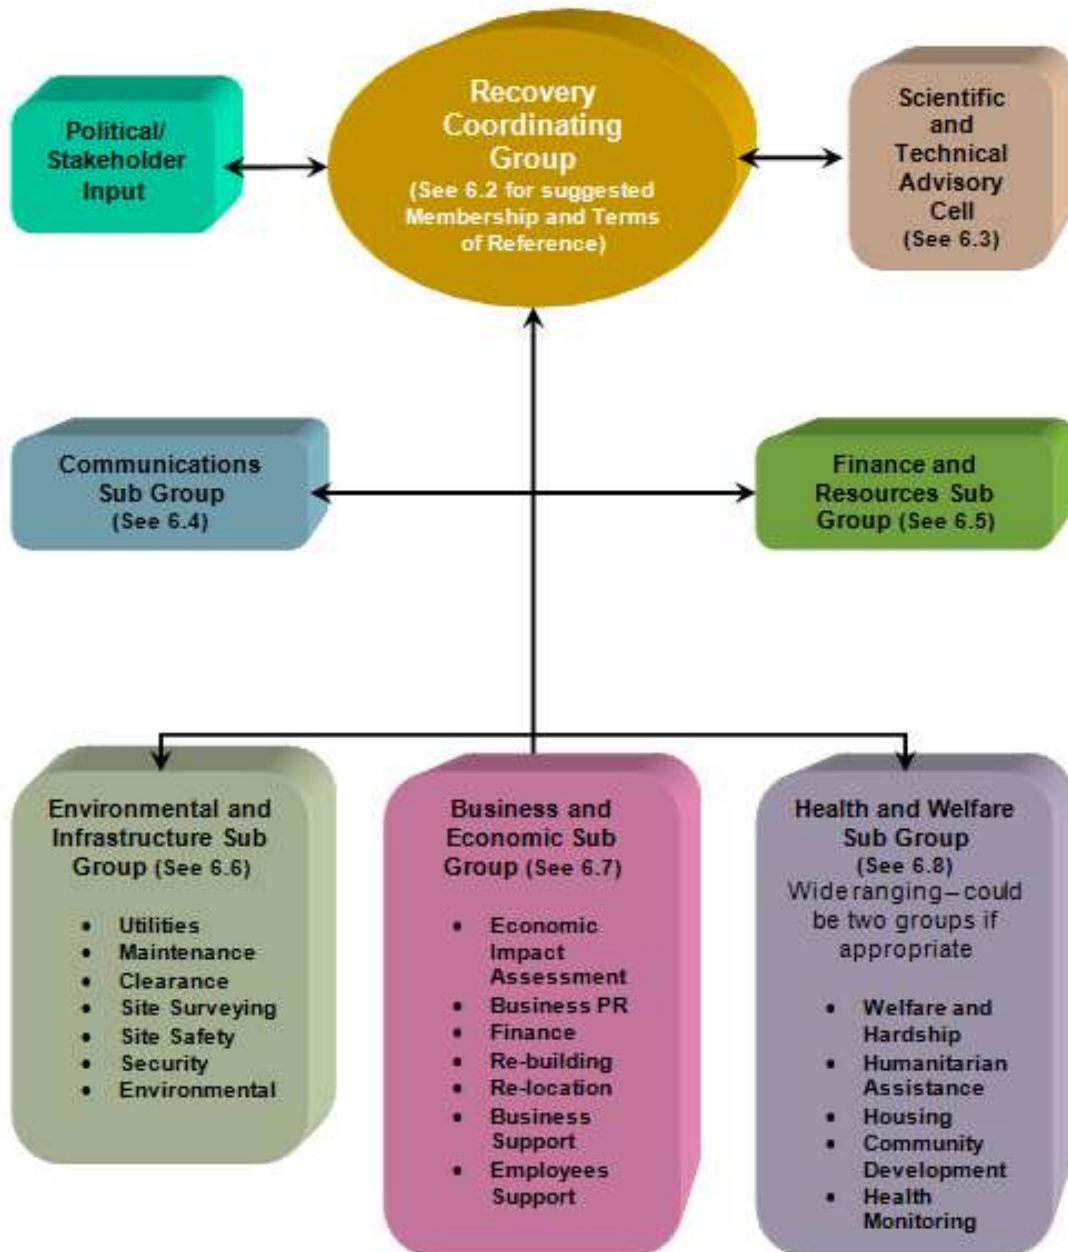 Political/
Stakeholder
Input
Recovery
Coordinating
Group
(See 6.2 for suggested
Membership and Terms
of Reference)
Scientific
and
Technical
Advisory
Cell
(See 6.3)
Communications
Sub Group
(See 6.4)
Finance and
Resources Sub
Group (See 6.5)
Environmental and
Infrastructure Sub
Group (See 6.6)
• Utilities
• Maintenance
• Clearance
• Site Surveying
• Site Safety
• Security
• Environmental
Business and
Economic Sub
Group (See 6.7)
• Economic
Impact
Assessment
• Business PR
• Finance
• Re-building
• Re-location
• Business
Support
• Employees
Support
Health and Welfare
Sub Group
(See 6.8)
Wide ranging – could
be two groups if
appropriate
• Welfare and
Hardship
• Humanitarian
Assistance
• Housing
• Community
Development
• Health
Monitoring